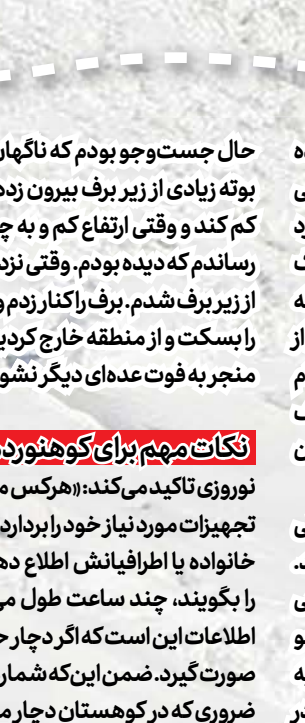 حال جست‌وجو بودم که ناگهان
بوته زیادی از زیر برف بیرون زده
کم کند و وقتی ارتفاع کم و به
رساندم که دیده بودم. وقتی نزد
از زیر برف شدم. برف را کنار زدم و
را بسکت و از منطقه خارج کردیم
منجر به فوت عده‌ای دیگر نشو
نکات مهم برای کوهنورد
نوروزی تاکید می‌کند: «هرکس
تجهیزات مورد نیاز خود را بردارد
خانواده یا اطرافیانش اطلاع
را بگویند، چند ساعت طول
اطلاعات این است که اگر دچار
صورت گیرد. ضمن این‌که شمار
ضروری که در کوهستان دچار